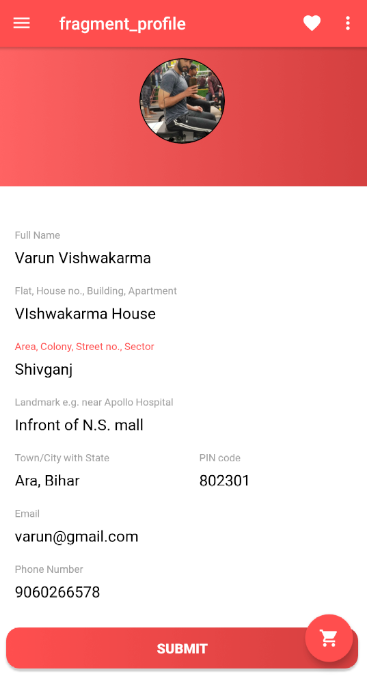 fragment_profile
Full Name
Varun Vishwakarma
Flat, House no., Building, Apartment
VIshwakarma House
Area, Colony, Street no., Sector
Shivganj
Landmark e.g. near Apollo Hospital
Infront of N.S. mall
Town/City with State PIN code
Ara, Bihar 802301
Email
varun@gmail.com
Phone Number
9060266578
SUBMIT